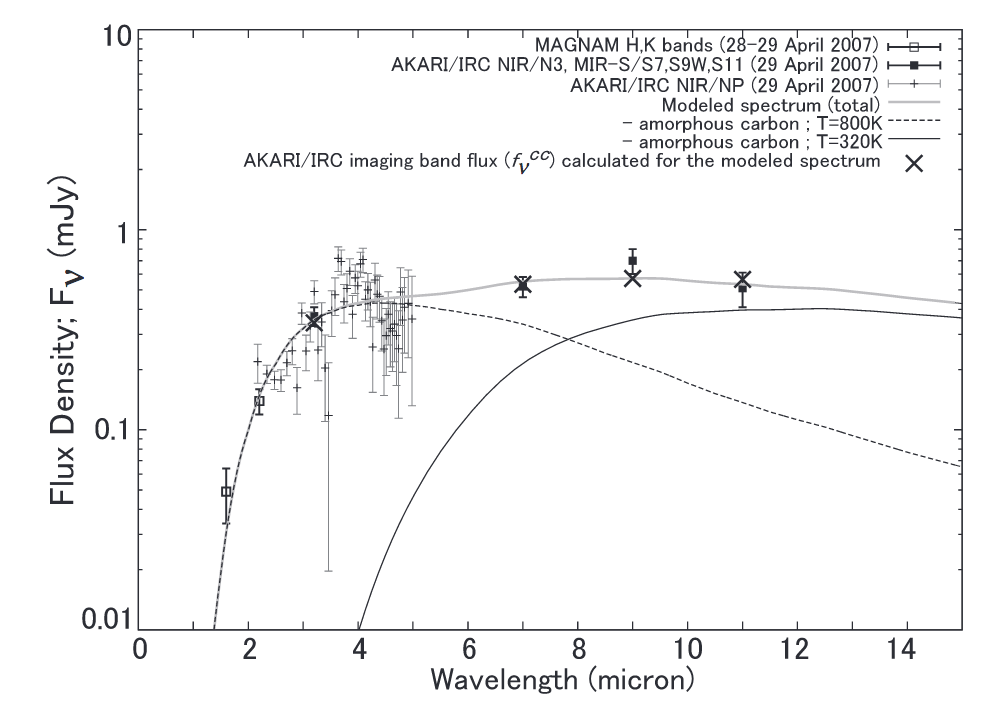 MAGNAM H,K bands (28-29 April 2007)
AKARI/IRC NIR/N3, MIR-S/S7,S9W,S11 (29 April 2007)
AKARI/IRC NIR/NP (29 April 2007)
Modeled spectrum (total)
- amorphous carbon ; T=800K
- amorphous carbon ; T=320K
AKARI/IRC imaging band flux (fν^cc) calculated for the modeled spectrum
Flux Density; Fν (mJy)
10
1
0.1
0.01
0 2 4 6 8 10 12 14
Wavelength (micron)